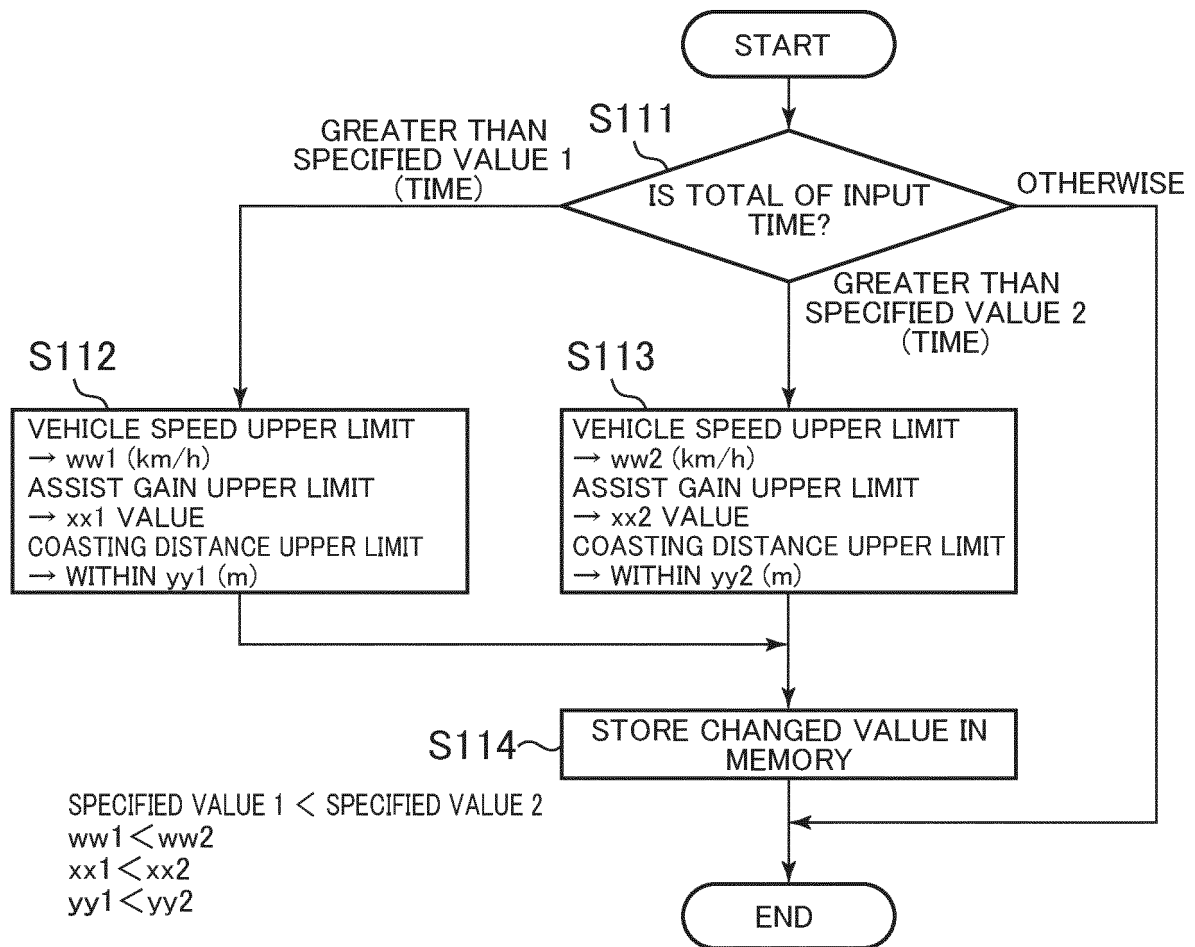 START
S111
GREATER THAN
SPECIFIED VALUE 1
(TIME)
IS TOTAL OF INPUT
TIME?
OTHERWISE
GREATER THAN
SPECIFIED VALUE 2
(TIME)
S112
VEHICLE SPEED UPPER LIMIT
→ ww1 (km/h)
ASSIST GAIN UPPER LIMIT
→ xx1 VALUE
COASTING DISTANCE UPPER LIMIT
→ WITHIN yy1 (m)
S113
VEHICLE SPEED UPPER LIMIT
→ ww2 (km/h)
ASSIST GAIN UPPER LIMIT
→ xx2 VALUE
COASTING DISTANCE UPPER LIMIT
→ WITHIN yy2 (m)
S114
STORE CHANGED VALUE IN
MEMORY
SPECIFIED VALUE 1 < SPECIFIED VALUE 2
ww1<ww2
xx1<xx2
yy1<yy2
END